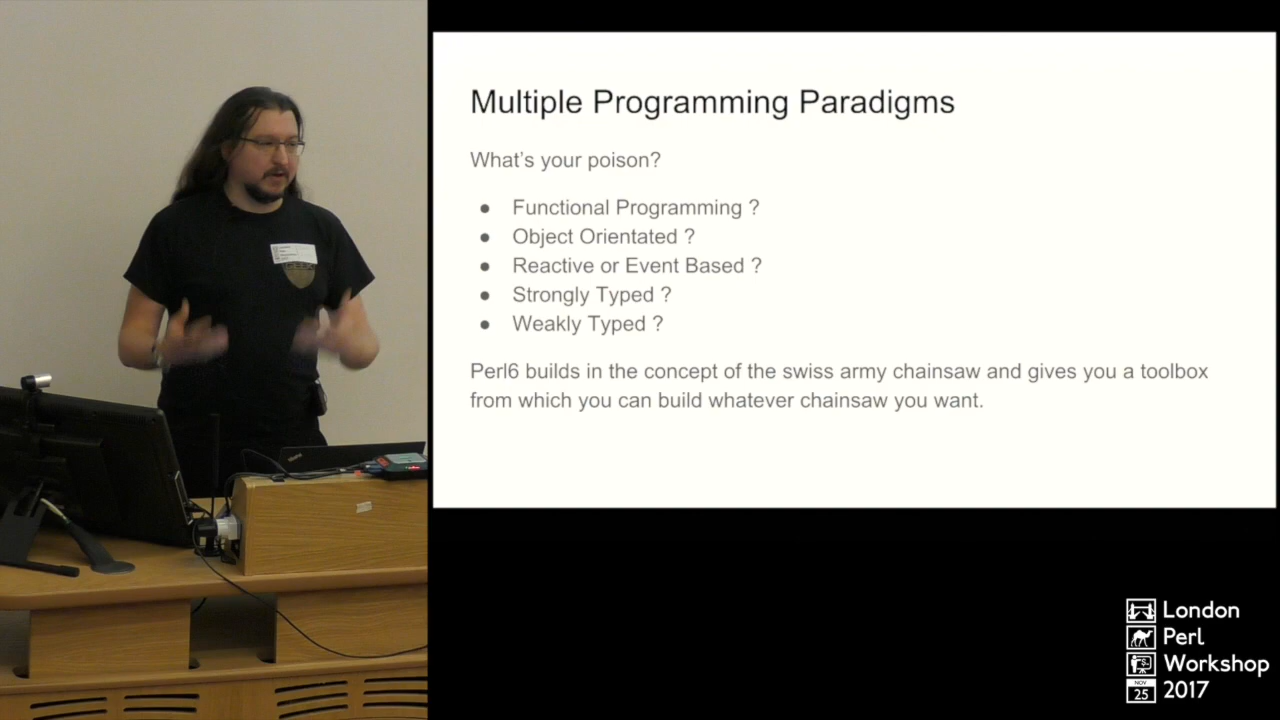 Multiple Programming Paradigms
What's your poison?
● Functional Programming ?
● Object Orientated ?
● Reactive or Event Based ?
● Strongly Typed ?
● Weakly Typed ?
Perl6 builds in the concept of the swiss army chainsaw and gives you a toolbox
from which you can build whatever chainsaw you want.
London
Perl
Workshop
NOV
25 2017